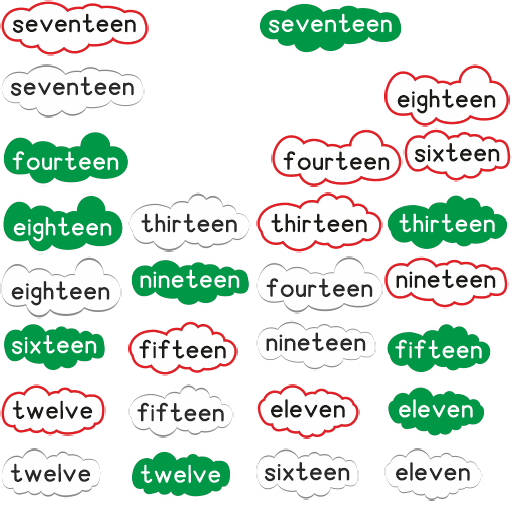 seventeen seventeen
seventeen
eighteen
fourteen fourteen sixteen
eighteen thirteen thirteen thirteen
eighteen nineteen fourteen nineteen
sixteen fifteen nineteen fifteen
twelve fifteen eleven eleven
twelve twelve sixteen eleven